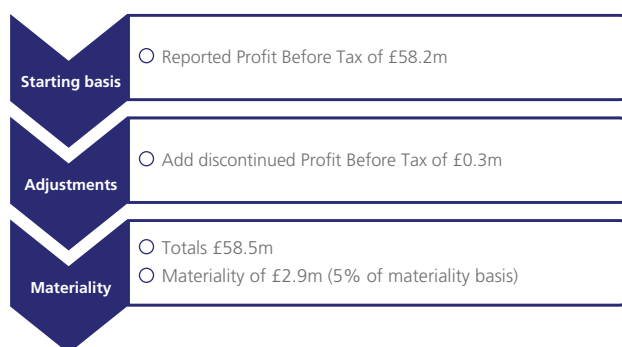 Starting basis
Reported Profit Before Tax of £58.2m
Adjustments
Add discontinued Profit Before Tax of £0.3m
Materiality
Totals £58.5m
Materiality of £2.9m (5% of materiality basis)